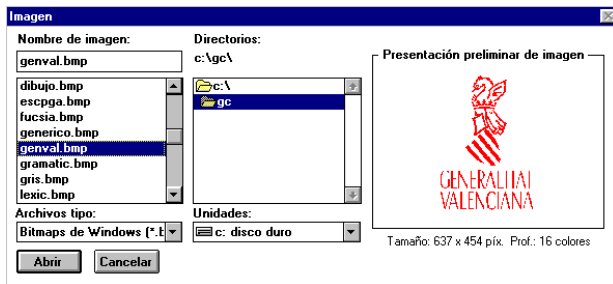 Imagen
Nombre de imagen:
genval.bmp
dibujo.bmp
escpga.bmp
fucsia.bmp
generico.bmp
genval.bmp
gramatic.bmp
gris.bmp
lexic.bmp
Archivos tipo:
Bitmaps de Windows (*.b
Abrir
Cancelar
Directorios:
c:\gc\
c:\
gc
Unidades:
c: disco duro
Presentación preliminar de imagen
GENERALITAT
VALENCIANA
Tamaño: 637 x 454 píx. Prof.: 16 colores